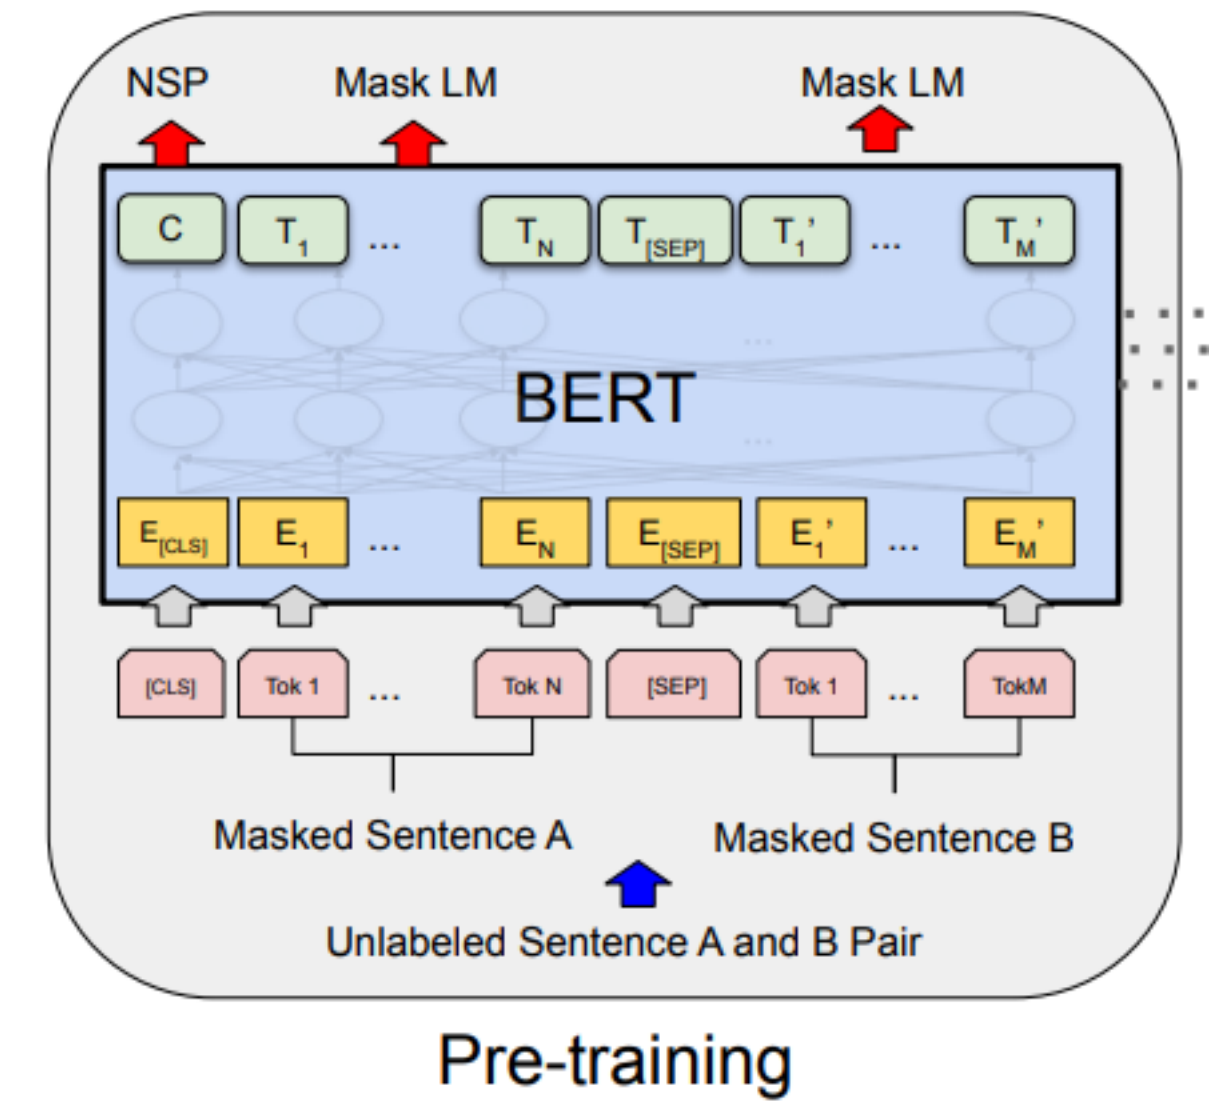 NSP Mask LM Mask LM
C T1 ... TN T[SEP] T1’ ... TM’
...
BERT
...
E[CLS] E1 ... EN E[SEP] E1’ ... EM’
[CLS] Tok 1 ... Tok N [SEP] Tok 1 ... TokM
Masked Sentence A Masked Sentence B
Unlabeled Sentence A and B Pair
Pre-training